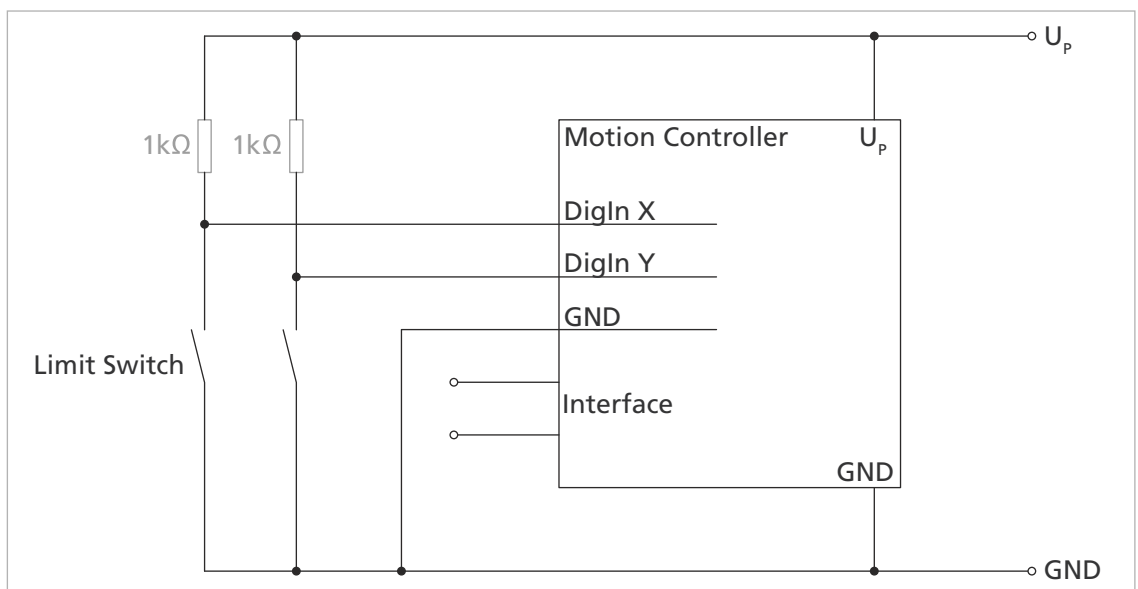 U_P
1kΩ
1kΩ
Motion Controller
U_P
DigIn X
DigIn Y
GND
Limit Switch
Interface
GND
GND